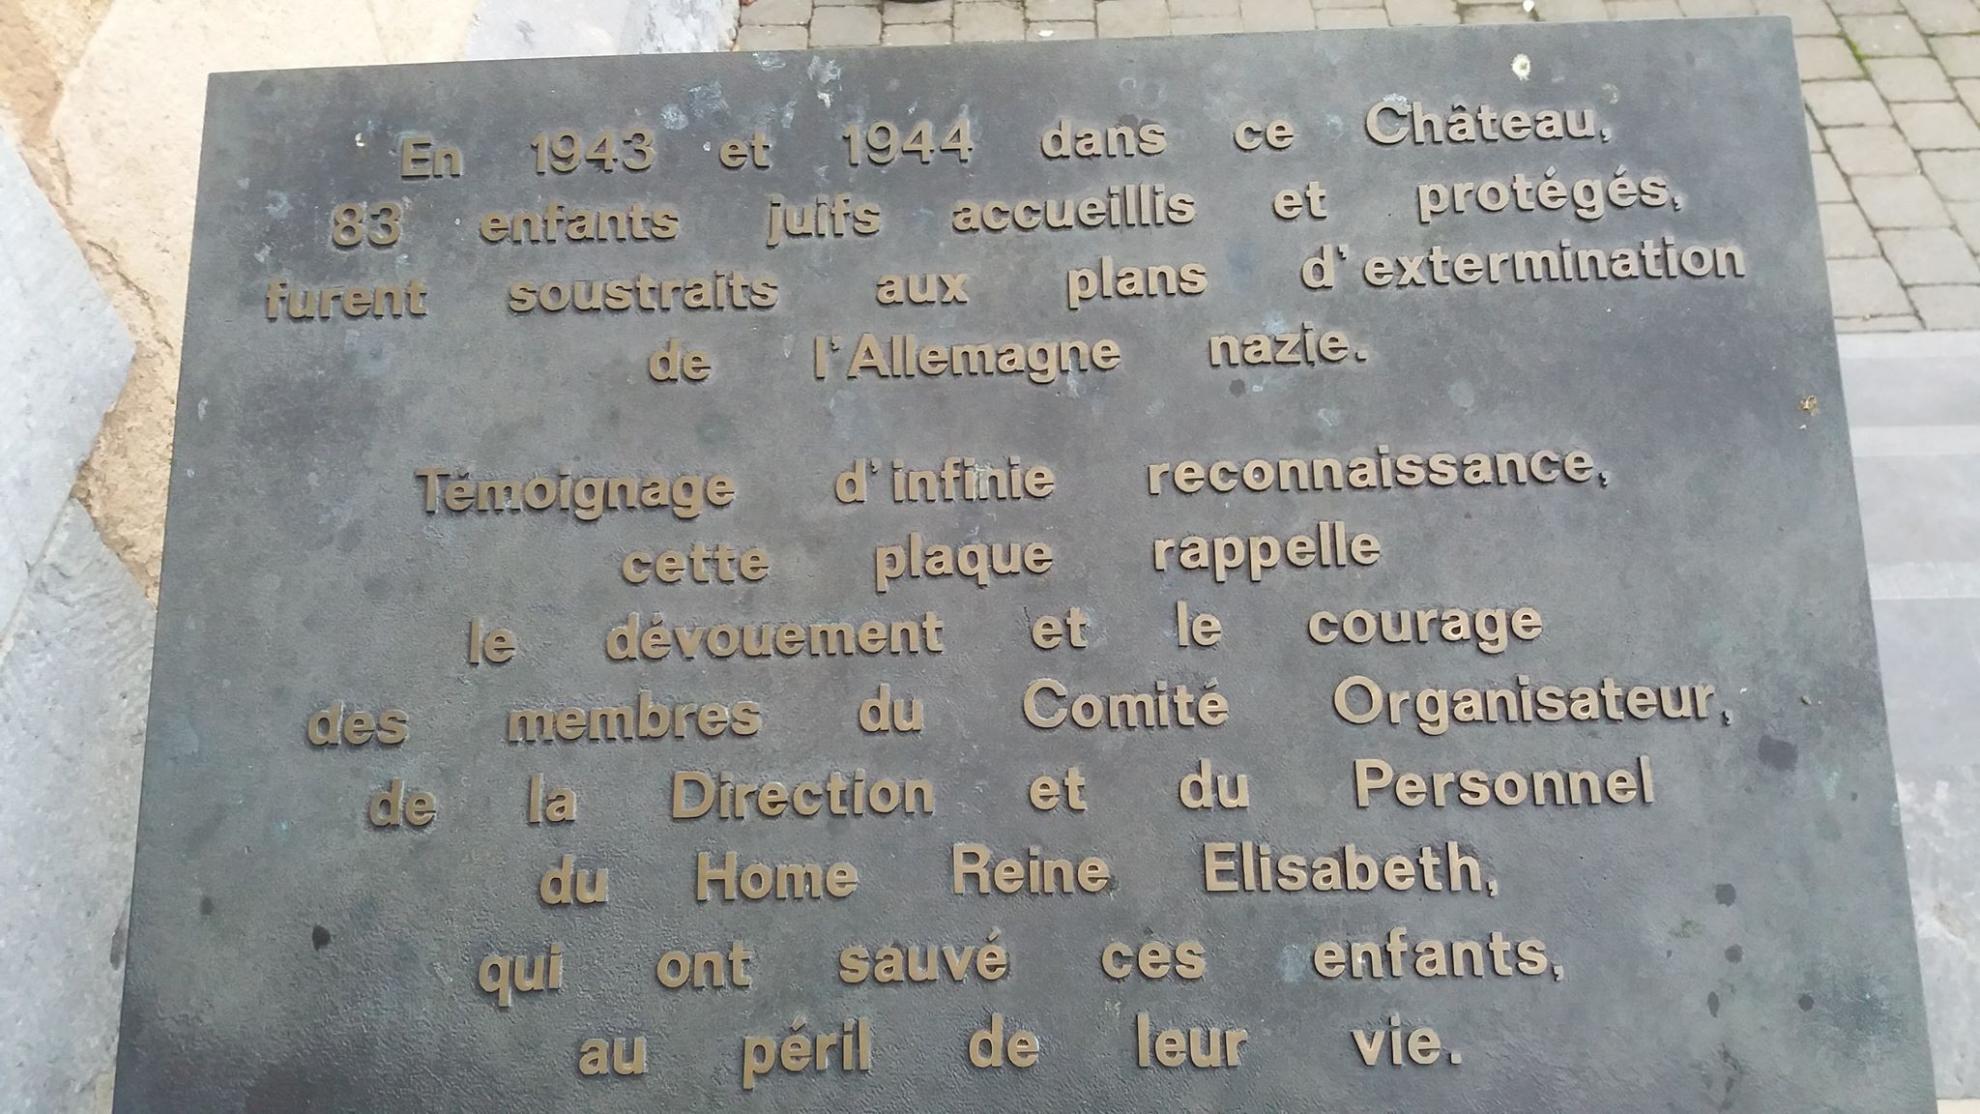 En 1943 et 1944 dans ce Château,
83 enfants juifs accueillis et protégés,
furent soustraits aux plans d'extermination
de l'Allemagne nazie.
Témoignage d'infinie reconnaissance,
cette plaque rappelle
le dévouement et le courage
des membres du Comité Organisateur,
de la Direction et du Personnel
du Home Reine Elisabeth,
qui ont sauvé ces enfants,
au péril de leur vie.